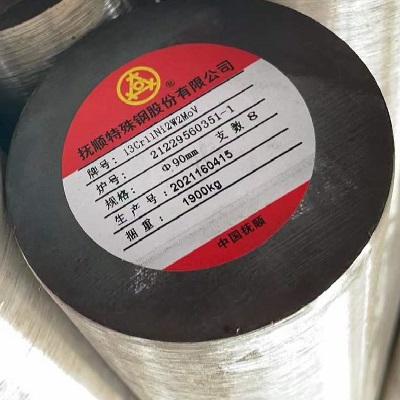 ®
抚顺特殊钢股份有限公司
牌号：13Cr11Ni2W2MoV
炉号：21229560351-1
规格：Φ90mm 支数 8
生产号：2021160415
捆重：1900kg
中国抚顺